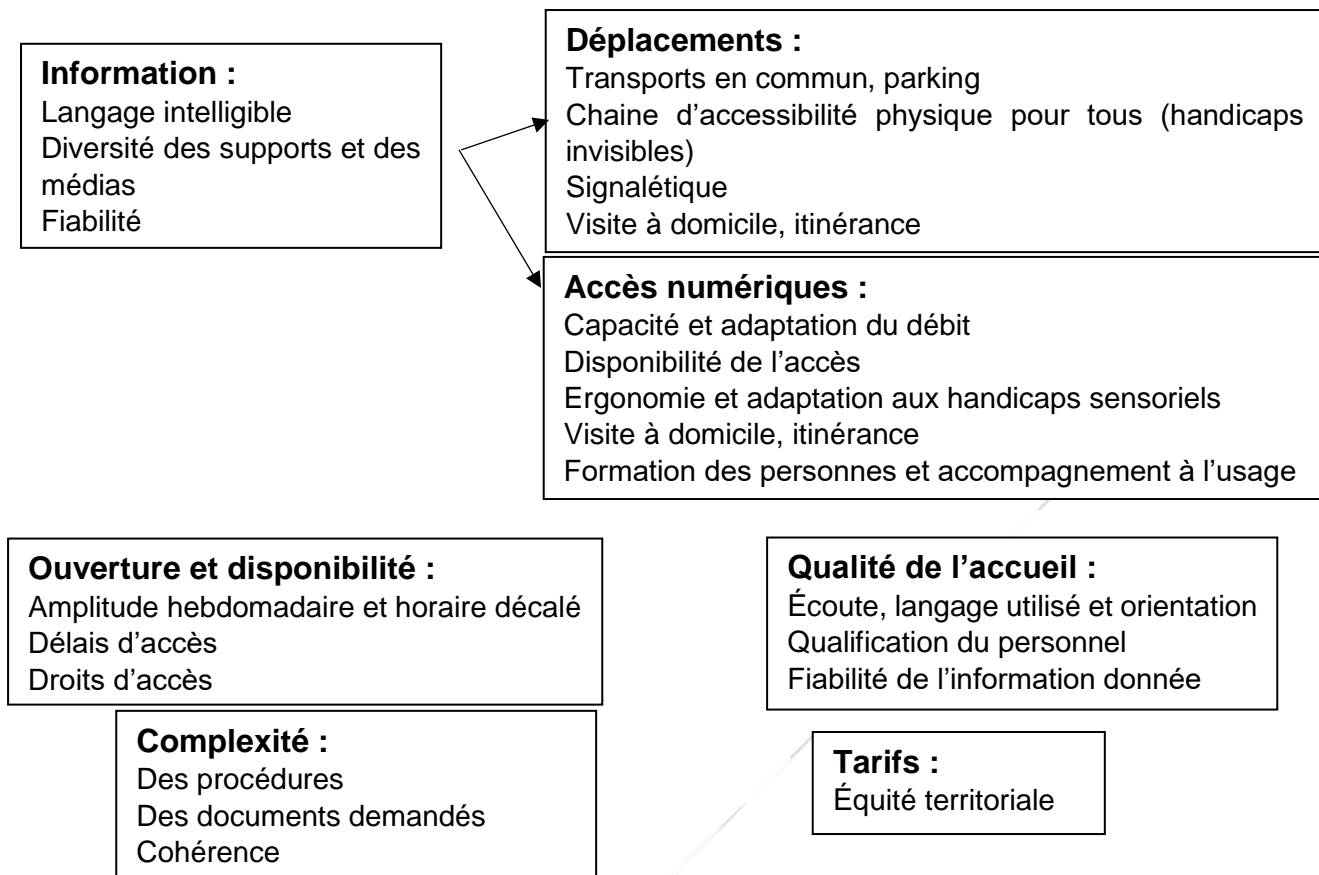 Information :
Langage intelligible
Diversité des supports et des
médias
Fiabilité
Déplacements :
Transports en commun, parking
Chaine d’accessibilité physique pour tous (handicaps
invisibles)
Signalétique
Visite à domicile, itinérance
Accès numériques :
Capacité et adaptation du débit
Disponibilité de l’accès
Ergonomie et adaptation aux handicaps sensoriels
Visite à domicile, itinérance
Formation des personnes et accompagnement à l’usage
Ouverture et disponibilité :
Amplitude hebdomadaire et horaire décalé
Délais d’accès
Droits d’accès
Qualité de l’accueil :
Écoute, langage utilisé et orientation
Qualification du personnel
Fiabilité de l’information donnée
Complexité :
Des procédures
Des documents demandés
Cohérence
Tarifs :
Équité territoriale